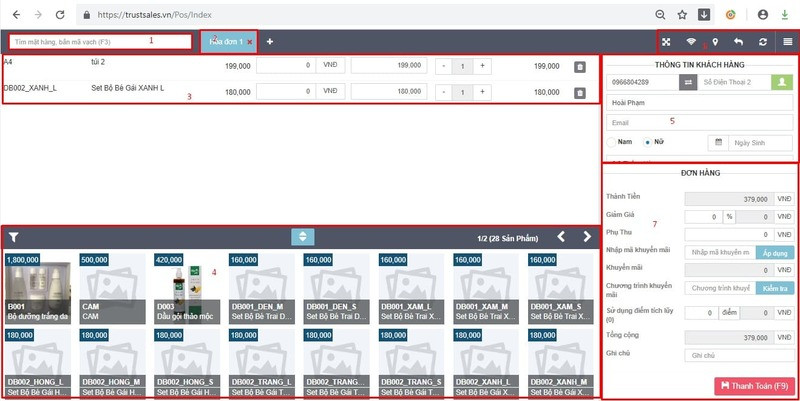 https://trustsales.vn/Pos/Index
Tìm mặt hàng, bắn mã vạch (F3) 1
Hóa đơn 1 2
A4 túi 2 199,000 0 VNĐ 199,000 - 1 + 199,000
DB002_XANH_L Set Bộ Bé Gái XANH L 180,000 0 VNĐ 180,000 - 1 + 180,000
3
THÔNG TIN KHÁCH HÀNG
0966804289 Số Điện Thoại 2
Hoài Phạm
Email 5
Nam Nữ Ngày Sinh
ĐƠN HÀNG
Thành Tiền 379,000 VNĐ
Giảm Giá 0 % 0 VNĐ
7
Phụ Thu 0 VNĐ
Nhập mã khuyến mãi Nhập mã khuyến m Áp dụng
Khuyến mãi 0 VNĐ
Chương trình khuyến mãi Chương trình khuyế Kiểm tra
Sử dụng điểm tích lũy (0) 0 điểm 0 VNĐ
Tổng cộng 379,000 VNĐ
Ghi chú Ghi chú
Thanh Toán (F9)
1/2 (28 Sản Phẩm)
1,800,000 500,000 420,000 160,000 160,000 160,000 160,000 160,000
4
B001 CAM D003 DB001_DEN_M DB001_DEN_S DB001_XAM_L DB001_XAM_M DB001_XAM_S
Bộ dưỡng trắng da CAM Dầu gội thảo mộc Set Bộ Bé Trai D... Set Bộ Bé Trai D... Set Bộ Bé Trai X... Set Bộ Bé Trai X... Set Bộ Bé Trai X...
180,000 180,000 180,000 180,000 180,000 180,000 180,000 180,000
DB002_HONG_L DB002_HONG_M DB002_HONG_S DB002_TRANG_L DB002_TRANG_... DB002_TRANG_S DB002_XANH_L DB002_XANH_M
Set Bộ Bé Gái H... Set Bộ Bé Gái H... Set Bộ Bé Gái H... Set Bộ Bé Gái T... Set Bộ Bé Gái T... Set Bộ Bé Gái T... Set Bộ Bé Gái X... Set Bộ Bé Gái X...